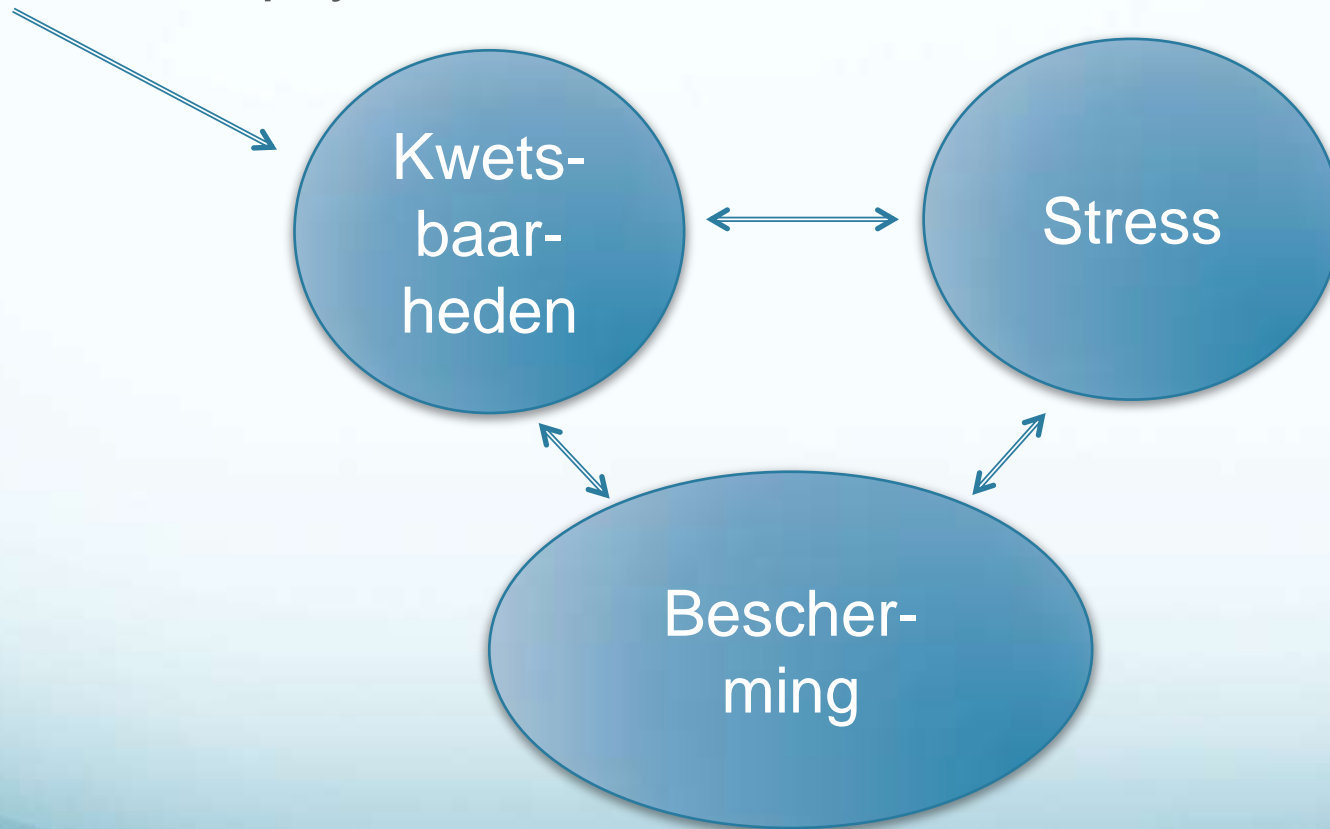 Kwets-
baar-
heden
Stress
Bescher-
ming